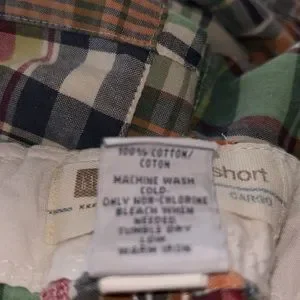 100% COTTON/
COTON
MACHINE WASH
COLD.
ONLY NON-CHLORINE
BLEACH WHEN
NEEDED.
TUMBLE DRY
LOW
WARM IRON
short
CARGO